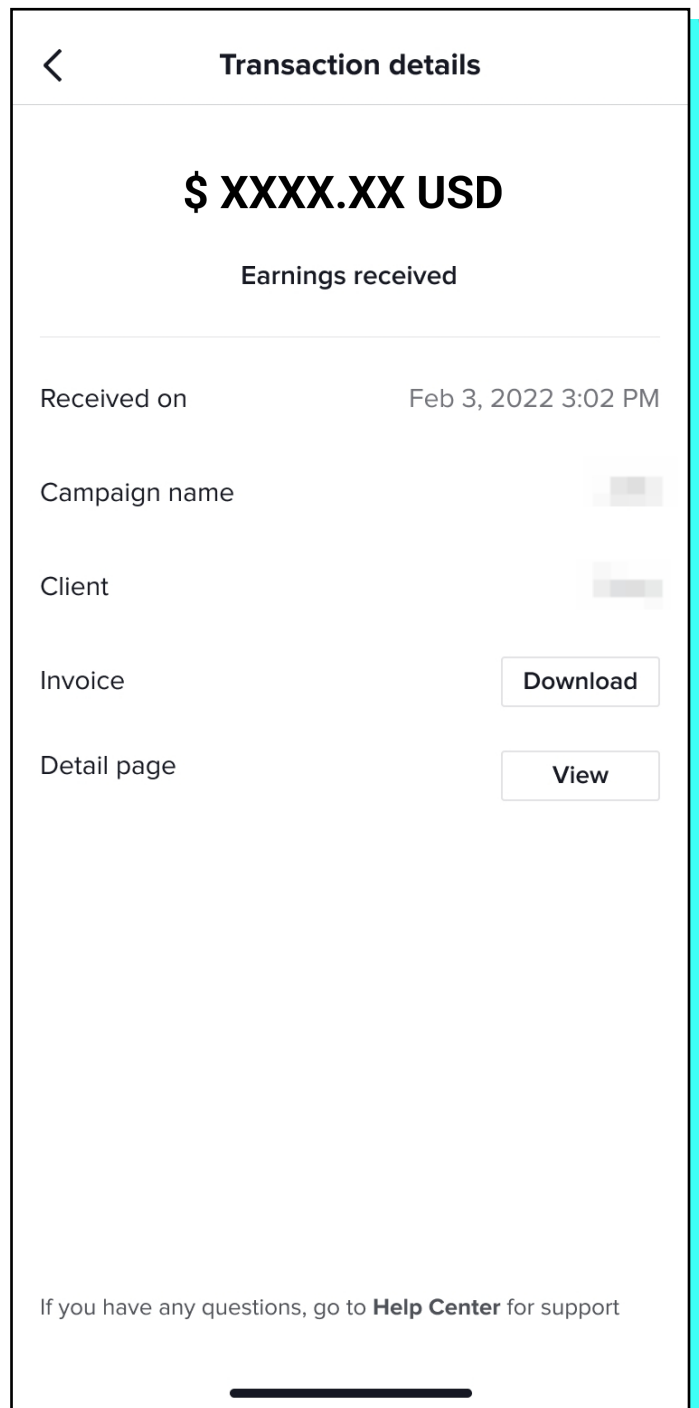 Transaction details
$ XXXX.XX USD
Earnings received
Received on Feb 3, 2022 3:02 PM
Campaign name
Client
Invoice Download
Detail page View
If you have any questions, go to Help Center for support